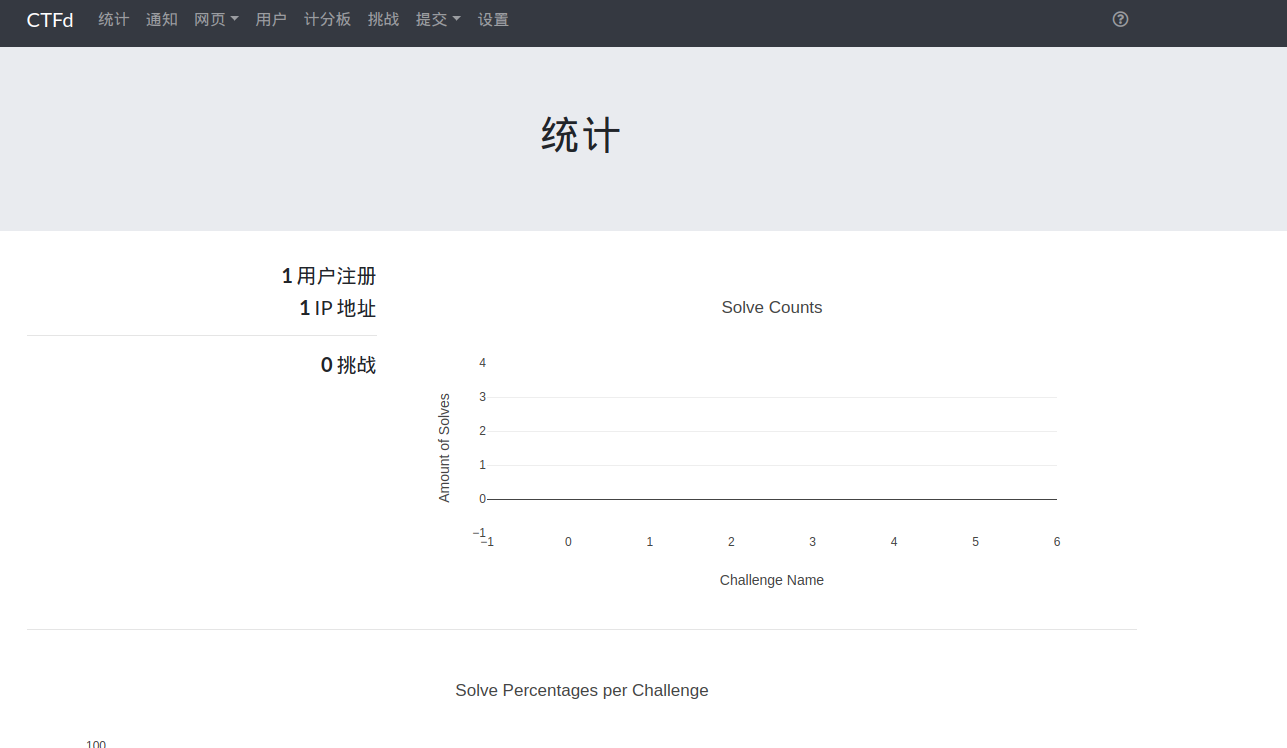 CTFd 统计 通知 网页 用户 计分板 挑战 提交 设置
统计
1 用户注册
1 IP 地址
0 挑战
Solve Counts
4
3
2
1
0
−1
Amount of Solves
−1 0 1 2 3 4 5 6
Challenge Name
Solve Percentages per Challenge
100